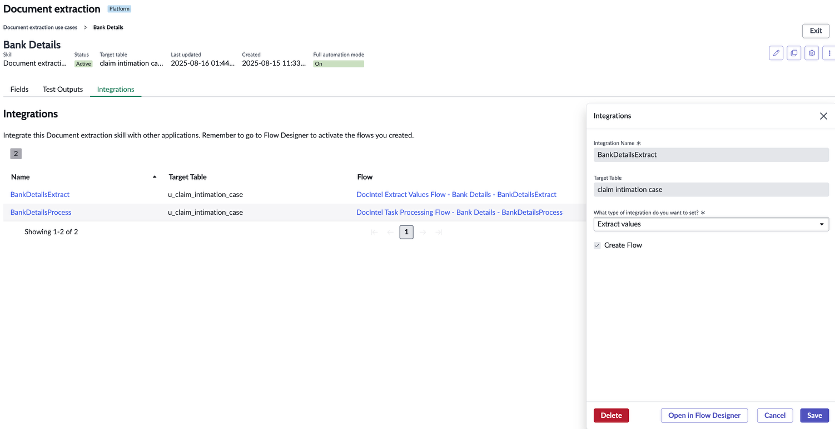 Document extraction Platform
Document extraction use cases > Bank Details
Exit
Bank Details
Skill Status Target table Last updated Created Full automation mode
Document extracti... Active claim intimation ca... 2025-08-16 01:44... 2025-08-15 11:33... On
Fields Test Outputs Integrations
Integrations
Integrate this Document extraction skill with other applications. Remember to go to Flow Designer to activate the flows you created.
2
Name Target Table Flow
BankDetailsExtract u_claim_intimation_case DocIntel Extract Values Flow - Bank Details - BankDetailsExtract
BankDetailsProcess u_claim_intimation_case DocIntel Task Processing Flow - Bank Details - BankDetailsProcess
Showing 1-2 of 2 1
Integrations
Integration Name *
BankDetailsExtract
Target Table
claim intimation case
What type of integration do you want to set? *
Extract values
Create Flow
Delete Open in Flow Designer Cancel Save